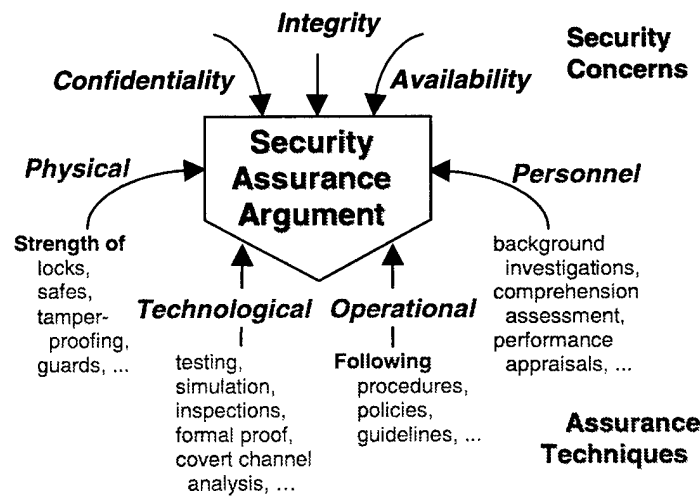 Integrity
Security
Concerns
Confidentiality
Availability
Security
Assurance
Argument
Physical
Personnel
Strength of
locks,
safes,
tamper-
proofing,
guards, ...
Technological
testing,
simulation,
inspections,
formal proof,
covert channel
analysis, ...
Operational
Following
procedures,
policies,
guidelines, ...
background
investigations,
comprehension
assessment,
performance
appraisals, ...
Assurance
Techniques